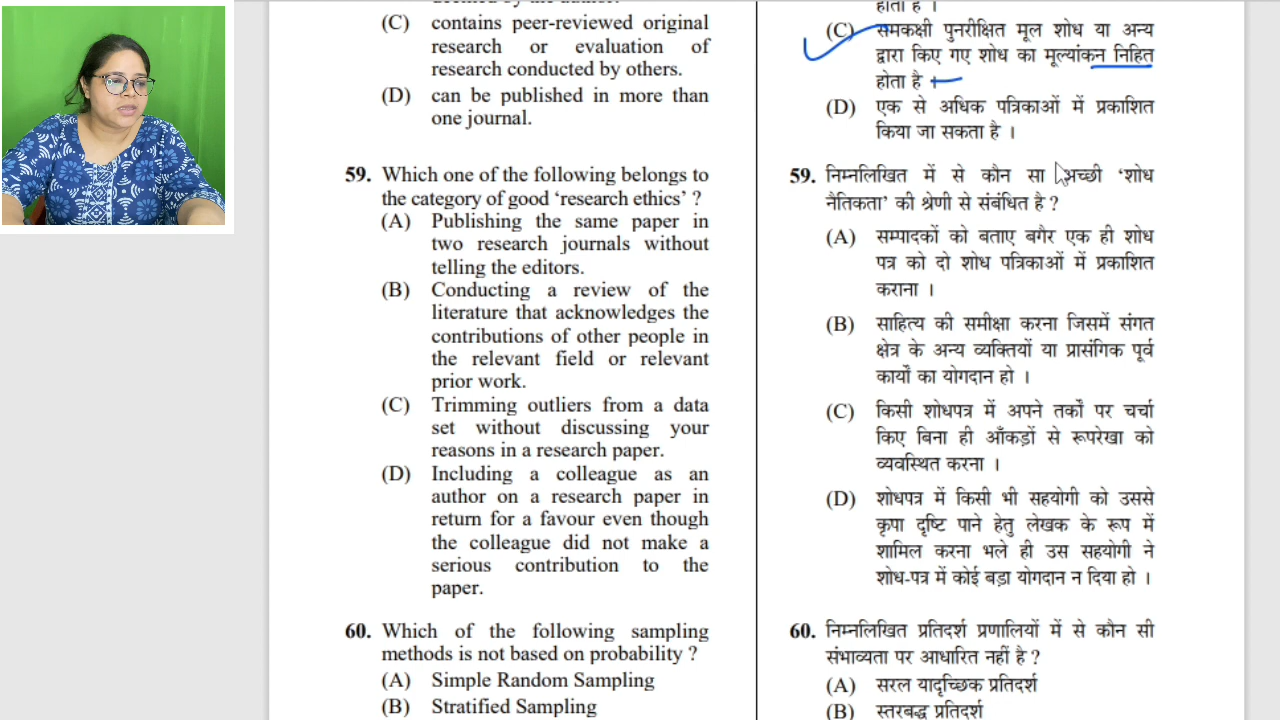 (C) contains peer-reviewed original
research or evaluation of
research conducted by others.
(D) can be published in more than
one journal.
59. Which one of the following belongs to
the category of good ‘research ethics’ ?
(A) Publishing the same paper in
two research journals without
telling the editors.
(B) Conducting a review of the
literature that acknowledges the
contributions of other people in
the relevant field or relevant
prior work.
(C) Trimming outliers from a data
set without discussing your
reasons in a research paper.
(D) Including a colleague as an
author on a research paper in
return for a favour even though
the colleague did not make a
serious contribution to the
paper.
60. Which of the following sampling
methods is not based on probability ?
(A) Simple Random Sampling
(B) Stratified Sampling
होता है ।
(C) समकक्षी पुनरीक्षित मूल शोध या अन्य
द्वारा किए गए शोध का मूल्यांकन निहित
होता है ।
(D) एक से अधिक पत्रिकाओं में प्रकाशित
किया जा सकता है ।
59. निम्नलिखित में से कौन सा अच्छी ‘शोध
नैतिकता’ की श्रेणी से संबंधित है ?
(A) सम्पादकों को बताए बगैर एक ही शोध
पत्र को दो शोध पत्रिकाओं में प्रकाशित
कराना ।
(B) साहित्य की समीक्षा करना जिसमें संगत
क्षेत्र के अन्य व्यक्तियों या प्रासंगिक पूर्व
कार्यों का योगदान हो ।
(C) किसी शोधपत्र में अपने तर्कों पर चर्चा
किए बिना ही आँकड़ों से रूपरेखा को
व्यवस्थित करना ।
(D) शोधपत्र में किसी भी सहयोगी को उससे
कृपा दृष्टि पाने हेतु लेखक के रूप में
शामिल करना भले ही उस सहयोगी ने
शोध-पत्र में कोई बड़ा योगदान न दिया हो ।
60. निम्नलिखित प्रतिदर्श प्रणालियों में से कौन सी
संभाव्यता पर आधारित नहीं है ?
(A) सरल यादृच्छिक प्रतिदर्श
(B) स्तरबद्ध प्रतिदर्श